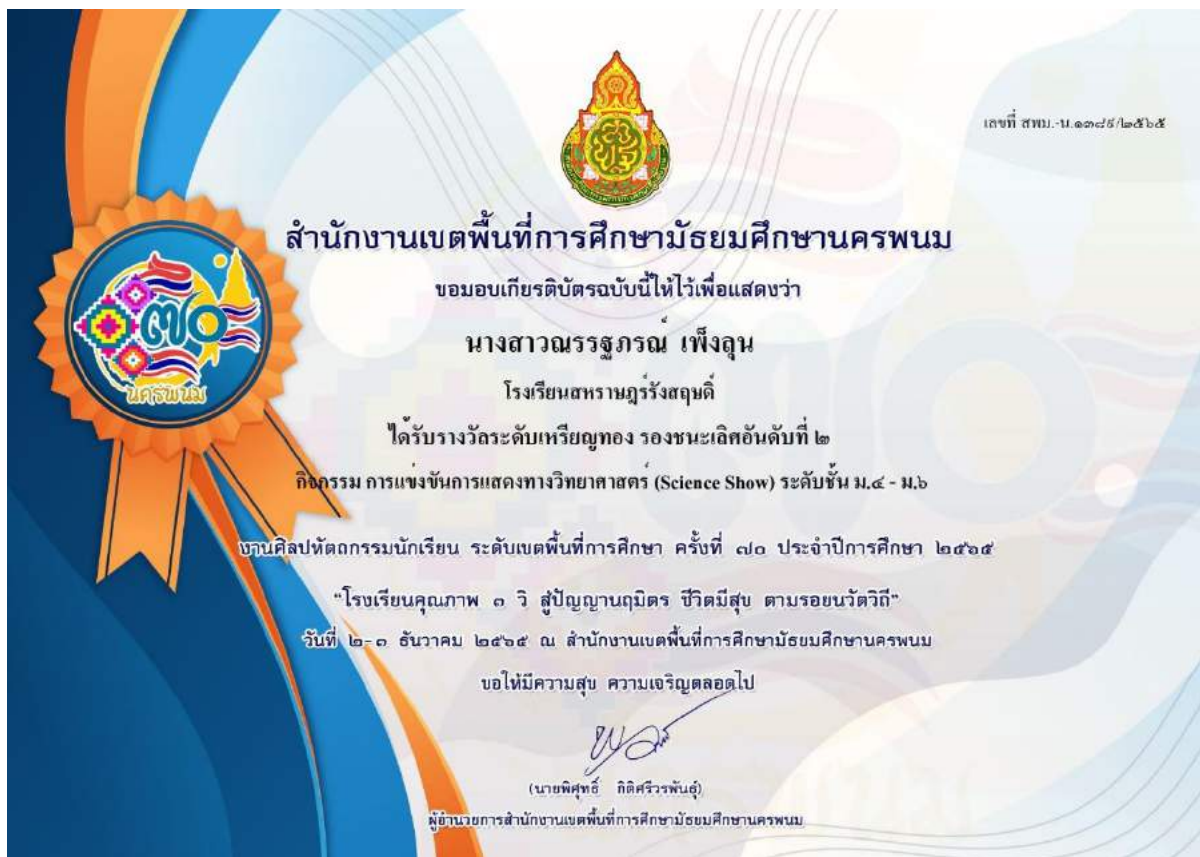 เลขที่ สพม.-น.๑๓๘๙/๒๕๖๕
สำนักงานเขตพื้นที่การศึกษามัธยมศึกษานครพนม
ขอมอบเกียรติบัตรฉบับนี้ให้ไว้เพื่อแสดงว่า
นางสาวณรรฐภรณ์ เพ็งลุน
โรงเรียนสหราษฎร์รังสฤษดิ์
ได้รับรางวัลระดับเหรียญทอง รองชนะเลิศอันดับที่ ๒
กิจกรรม การแข่งขันการแสดงทางวิทยาศาสตร์ (Science Show) ระดับชั้น ม.๔ - ม.๖
งานศิลปหัตถกรรมนักเรียน ระดับเขตพื้นที่การศึกษา ครั้งที่ ๗๐ ประจำปีการศึกษา ๒๕๖๕
"โรงเรียนคุณภาพ ๓ วิ สู่ปัญญานฤมิตร ชีวิตมีสุข ตามรอยนวัตวิถี"
วันที่ ๒-๓ ธันวาคม ๒๕๖๕ ณ สำนักงานเขตพื้นที่การศึกษามัธยมศึกษานครพนม
ขอให้มีความสุข ความเจริญตลอดไป
(นายพิศุทธิ์ กิติศรีวรพันธุ์)
ผู้อำนวยการสำนักงานเขตพื้นที่การศึกษามัธยมศึกษานครพนม
๗๐
นครพนม